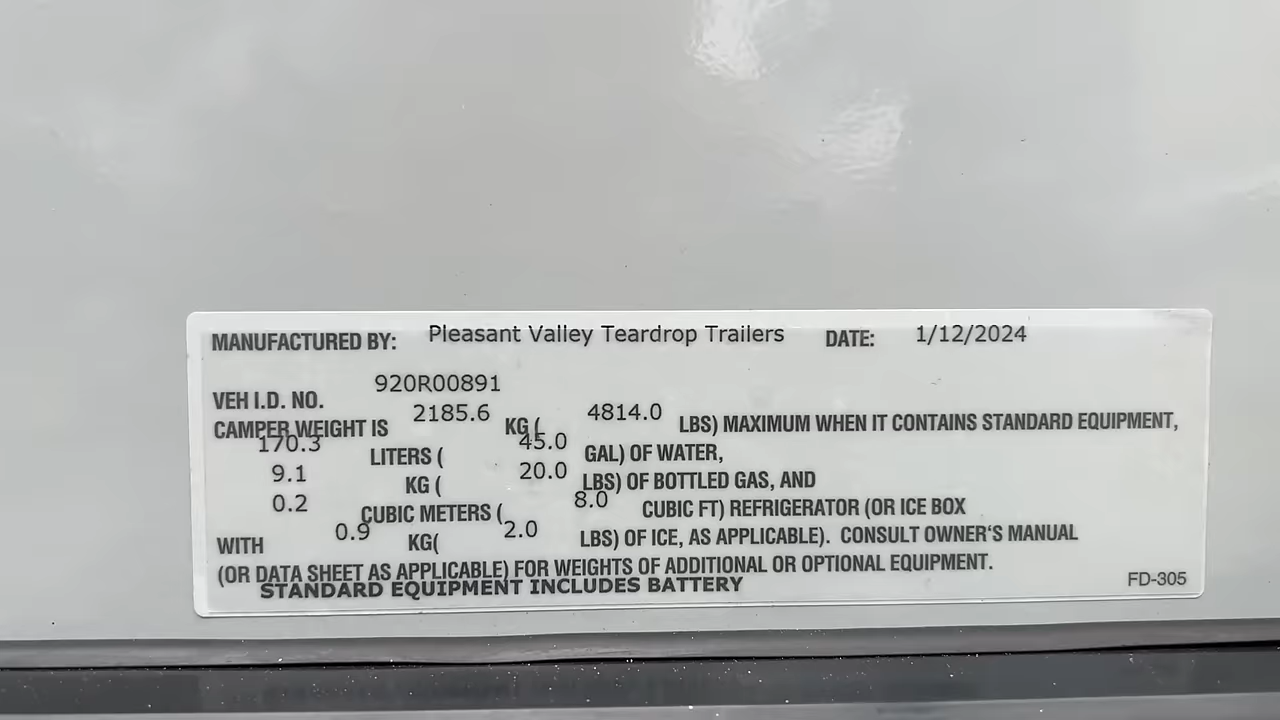 MANUFACTURED BY: Pleasant Valley Teardrop Trailers DATE: 1/12/2024
VEH I.D. NO. 920R00891
CAMPER WEIGHT IS 2185.6 KG ( 4814.0 LBS) MAXIMUM WHEN IT CONTAINS STANDARD EQUIPMENT,
170.3 LITERS ( 45.0 GAL) OF WATER,
9.1 KG ( 20.0 LBS) OF BOTTLED GAS, AND
0.2 CUBIC METERS ( 8.0 CUBIC FT) REFRIGERATOR (OR ICE BOX
WITH 0.9 KG( 2.0 LBS) OF ICE, AS APPLICABLE). CONSULT OWNER'S MANUAL
(OR DATA SHEET AS APPLICABLE) FOR WEIGHTS OF ADDITIONAL OR OPTIONAL EQUIPMENT.
STANDARD EQUIPMENT INCLUDES BATTERY
FD-305